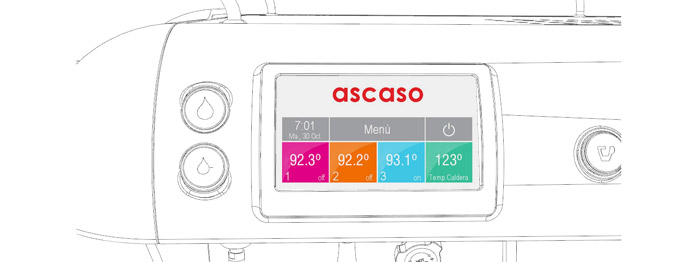 ascaso
7:01
Ma., 30 Oct.
Menú
92.3º
1 off
92.2º
2 off
93.1º
3 on
123º
Temp Caldera